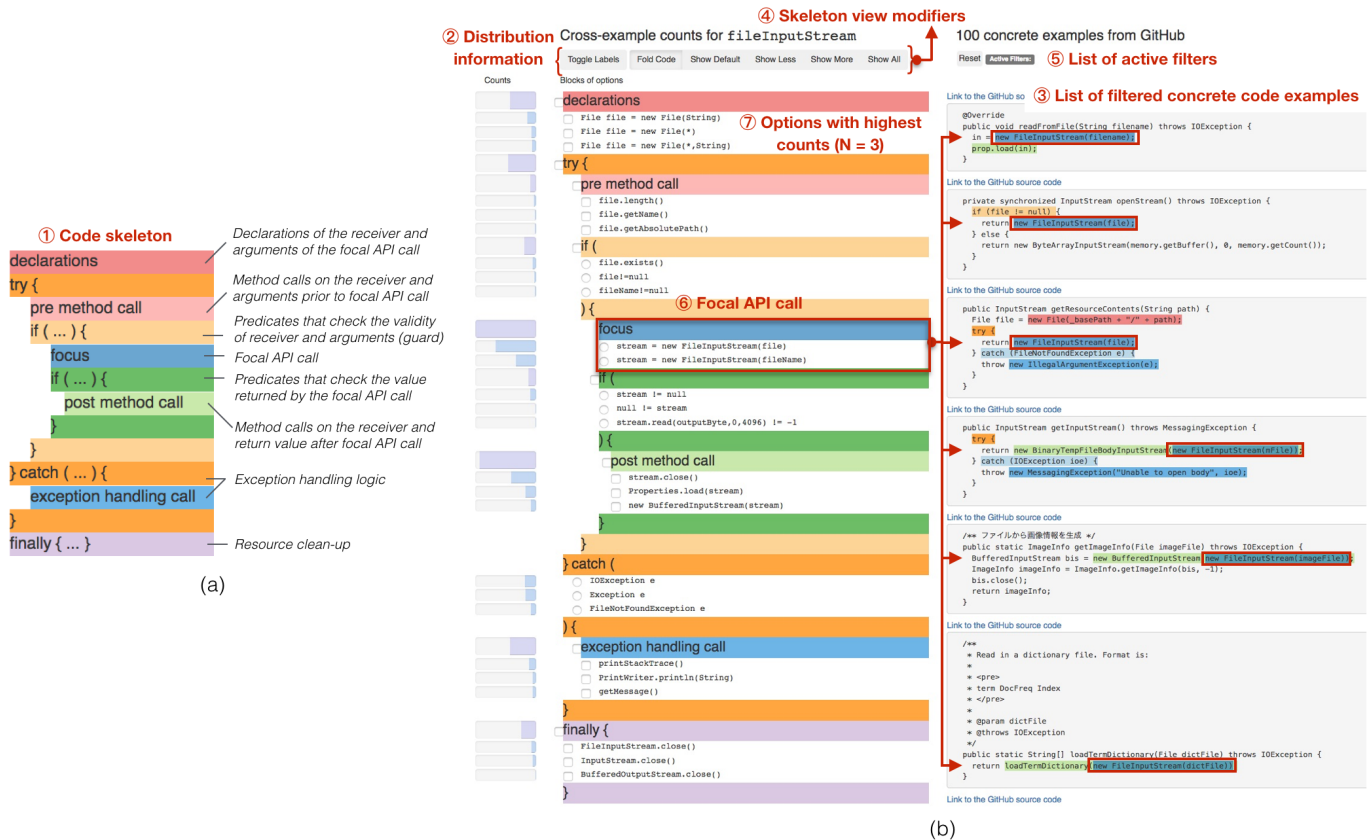 ① Code skeleton
declarations
try {
pre method call
if ( ... ) {
focus
if ( ... ) {
post method call
}
}
} catch ( ... ) {
exception handling call
}
finally { ... }
Declarations of the receiver and
arguments of the focal API call
Method calls on the receiver and
arguments prior to focal API call
Predicates that check the validity
of receiver and arguments (guard)
Focal API call
Predicates that check the value
returned by the focal API call
Method calls on the receiver and
return value after focal API call
Exception handling logic
Resource clean-up
(a)
② Distribution
information
④ Skeleton view modifiers
Cross-example counts for fileInputStream
Toggle Labels Fold Code Show Default Show Less Show More Show All
Counts
Blocks of options
declarations
File file = new File(String)
File file = new File(*)
File file = new File(*,String)
⑦ Options with highest
counts (N = 3)
try {
pre method call
file.length()
file.getName()
file.getAbsolutePath()
if (
file.exists()
file!=null
fileName!=null
) {
⑥ Focal API call
focus
stream = new FileInputStream(file)
stream = new FileInputStream(fileName)
if (
stream != null
null != stream
stream.read(outputByte,0,4096) != -1
) {
post method call
stream.close()
Properties.load(stream)
new BufferedInputStream(stream)
}
}
} catch (
IOException e
Exception e
FileNotFoundException e
) {
exception handling call
printStackTrace()
PrintWriter.println(String)
getMessage()
}
finally {
FileInputStream.close()
InputStream.close()
BufferedOutputStream.close()
}
100 concrete examples from GitHub
Reset Active Filters:
⑤ List of active filters
Link to the GitHub so
③ List of filtered concrete code examples
@Override
public void readFromFile(String filename) throws IOException {
in = new FileInputStream(filename);
prop.load(in);
}
Link to the GitHub source code
private synchronized InputStream openStream() throws IOException {
if (file != null) {
return new FileInputStream(file);
} else {
return new ByteArrayInputStream(memory.getBuffer(), 0, memory.getCount());
}
}
Link to the GitHub source code
public InputStream getResourceContents(String path) {
File file = new File(_basePath + "/" + path);
try {
return new FileInputStream(file);
} catch (FileNotFoundException e) {
throw new IllegalArgumentException(e);
}
}
Link to the GitHub source code
public InputStream getInputStream() throws MessagingException {
try {
return new BinaryTempFileBodyInputStream(new FileInputStream(mFile));
} catch (IOException ioe) {
throw new MessagingException("Unable to open body", ioe);
}
}
Link to the GitHub source code
/** ファイルから画像情報を生成 */
public static ImageInfo getImageInfo(File imageFile) throws IOException {
BufferedInputStream bis = new BufferedInputStream(new FileInputStream(imageFile));
ImageInfo imageInfo = ImageInfo.getImageInfo(bis, -1);
bis.close();
return imageInfo;
}
Link to the GitHub source code
/**
* Read in a dictionary file. Format is:
*
* <pre>
* term DocFreq Index
* </pre>
*
* @param dictFile
* @throws IOException
*/
public static String[] loadTermDictionary(File dictFile) throws IOException {
return loadTermDictionary(new FileInputStream(dictFile));
}
Link to the GitHub source code
(b)